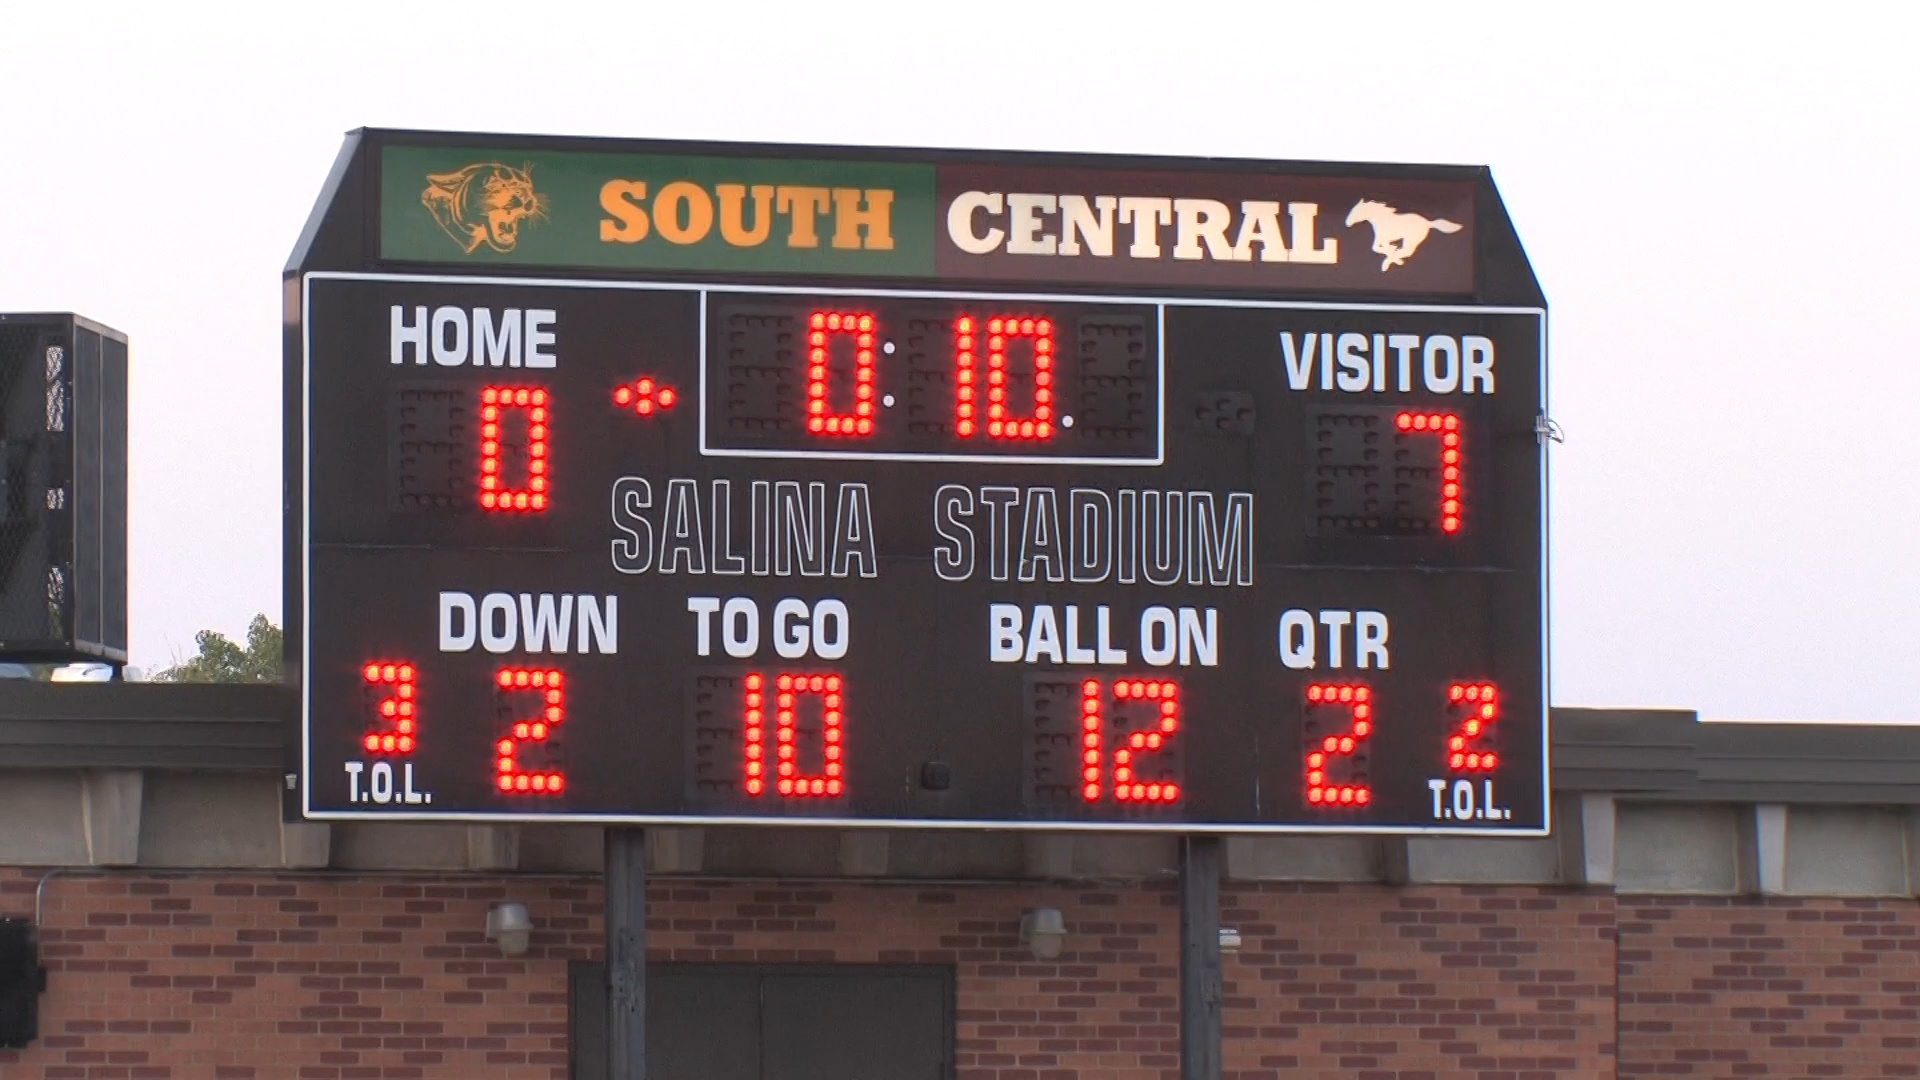 SOUTH CENTRAL
HOME 0:10. VISITOR
0 7
SALINA STADIUM
DOWN TO GO BALL ON QTR
3 2 10 12 2 2
T.O.L. T.O.L.